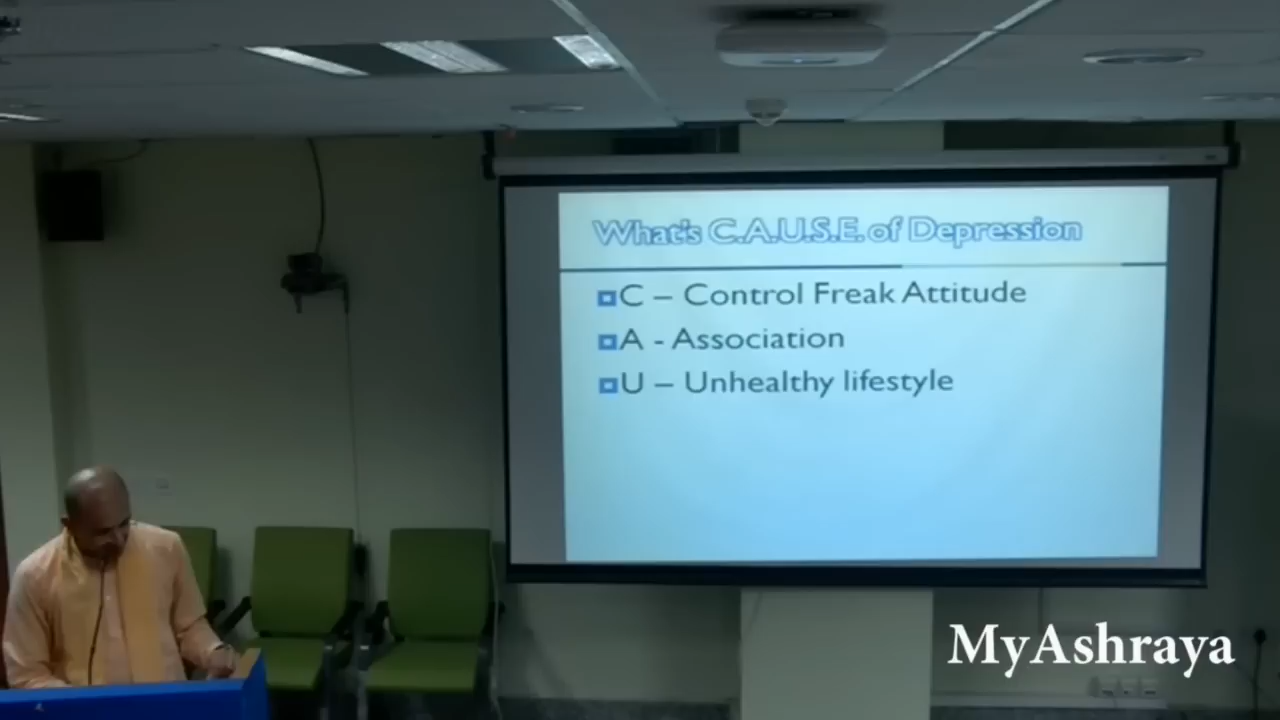 What's C.A.U.S.E. of Depression
C – Control Freak Attitude
A - Association
U – Unhealthy lifestyle
MyAshraya